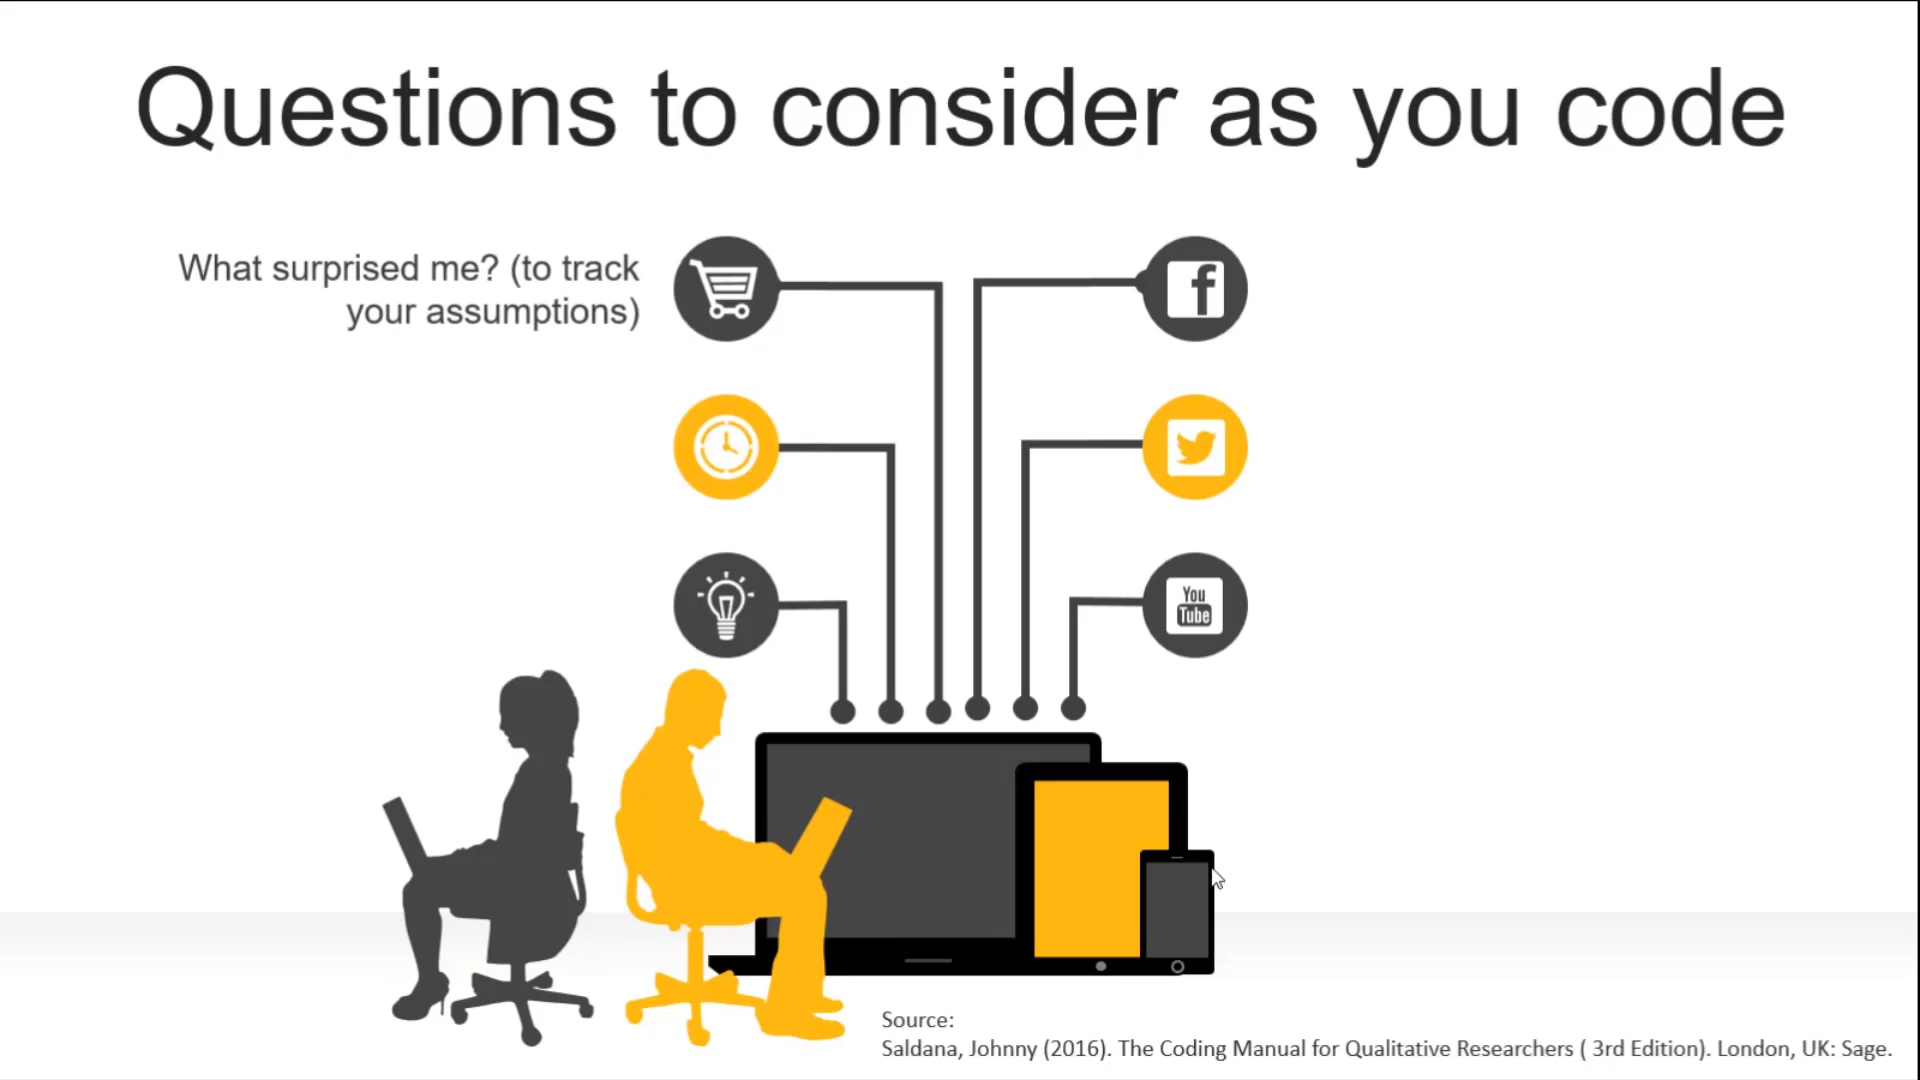 Questions to consider as you code
What surprised me? (to track
your assumptions)
f
You
Tube
Source:
Saldana, Johnny (2016). The Coding Manual for Qualitative Researchers ( 3rd Edition). London, UK: Sage.